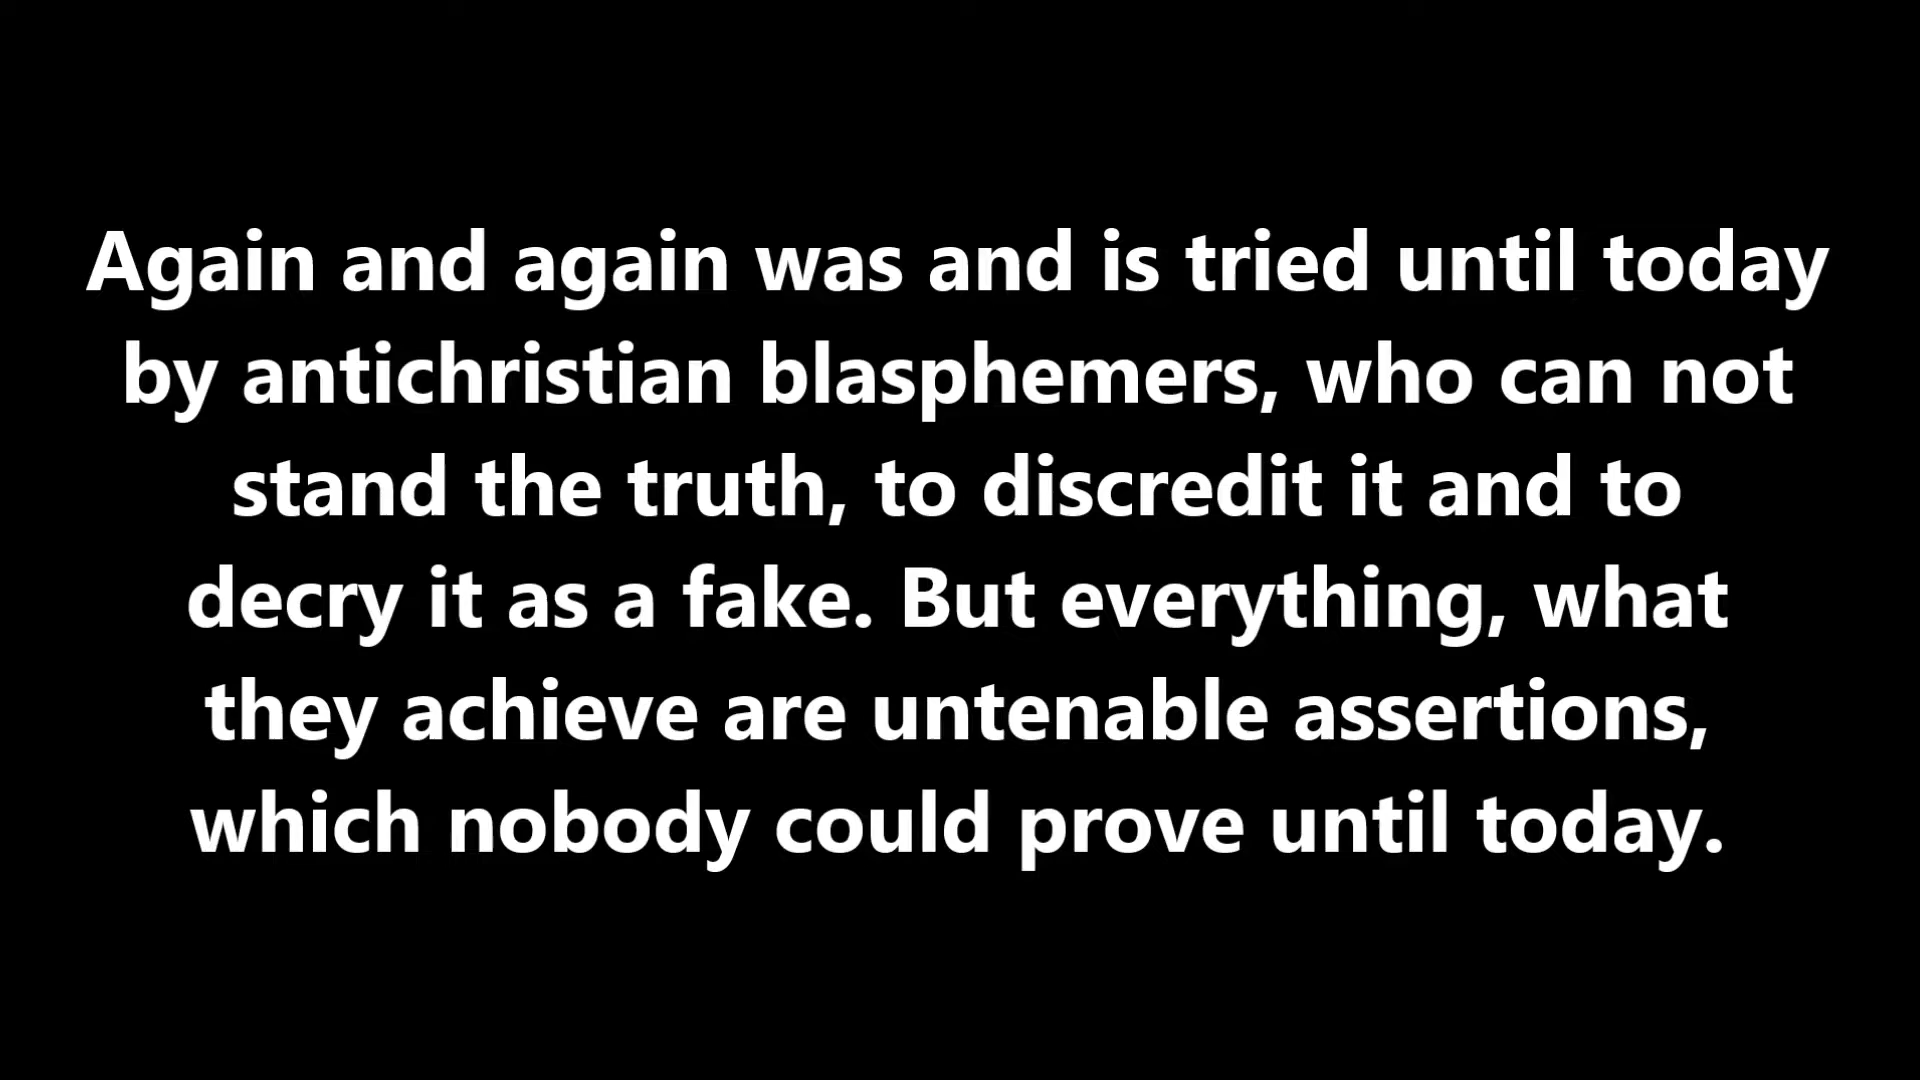 Again and again was and is tried until today
by antichristian blasphemers, who can not
stand the truth, to discredit it and to
decry it as a fake. But everything, what
they achieve are untenable assertions,
which nobody could prove until today.